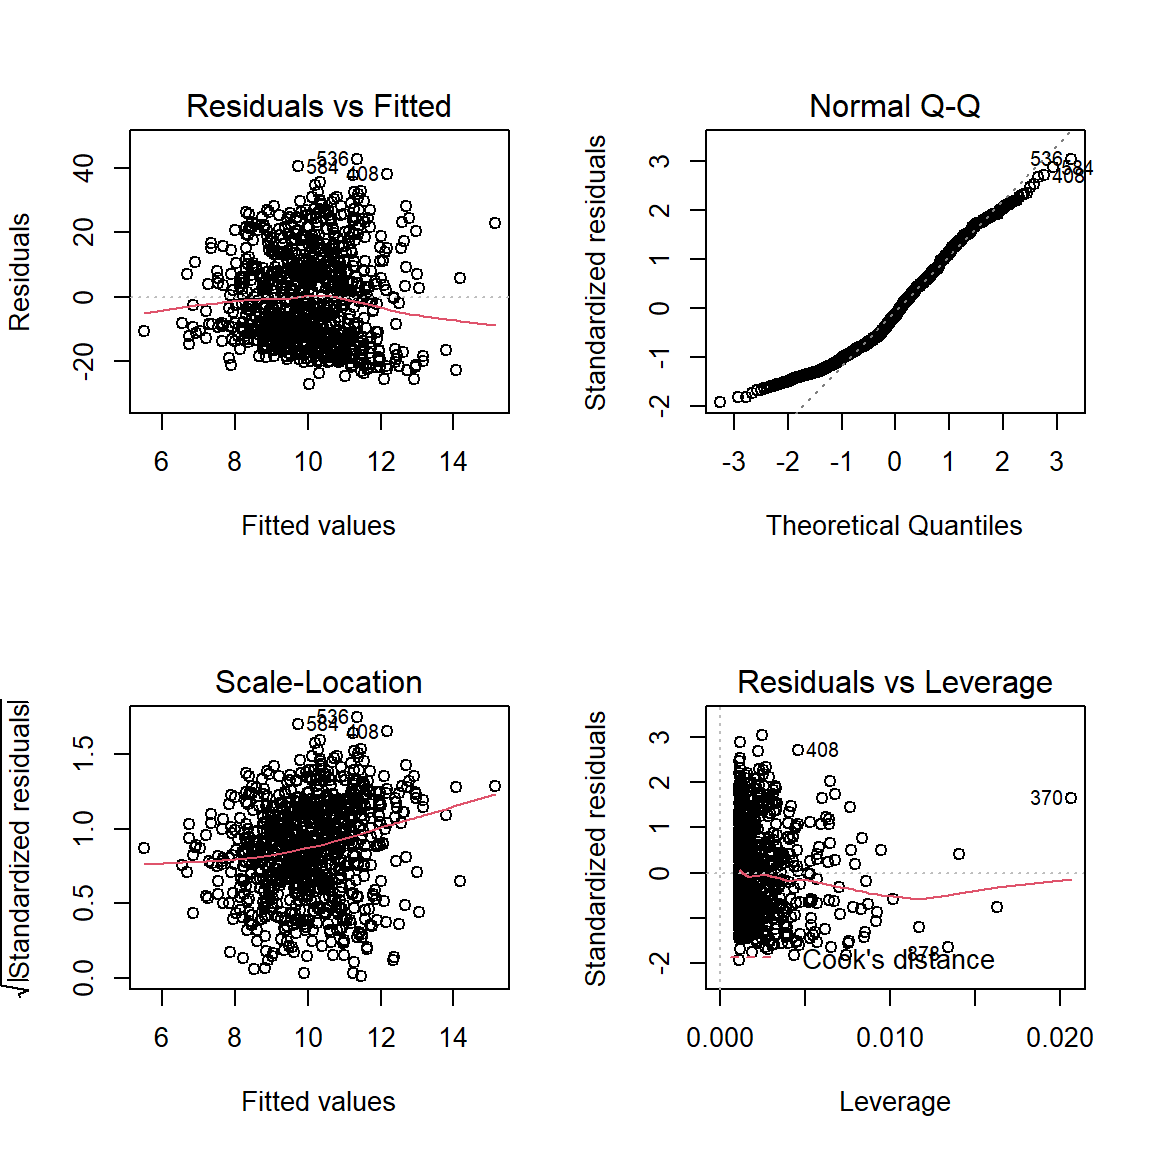 Residuals vs Fitted
Residuals
40
20
0
-20
536
584
408
6 8 10 12 14
Fitted values
Normal Q-Q
Standardized residuals
3
2
1
0
-1
-2
536
584
408
-3 -2 -1 0 1 2 3
Theoretical Quantiles
Scale-Location
√|Standardized residuals|
1.5
1.0
0.5
0.0
536
584
408
6 8 10 12 14
Fitted values
Residuals vs Leverage
Standardized residuals
3
2
1
0
-2
408
370
878
Cook's distance
0.000 0.010 0.020
Leverage